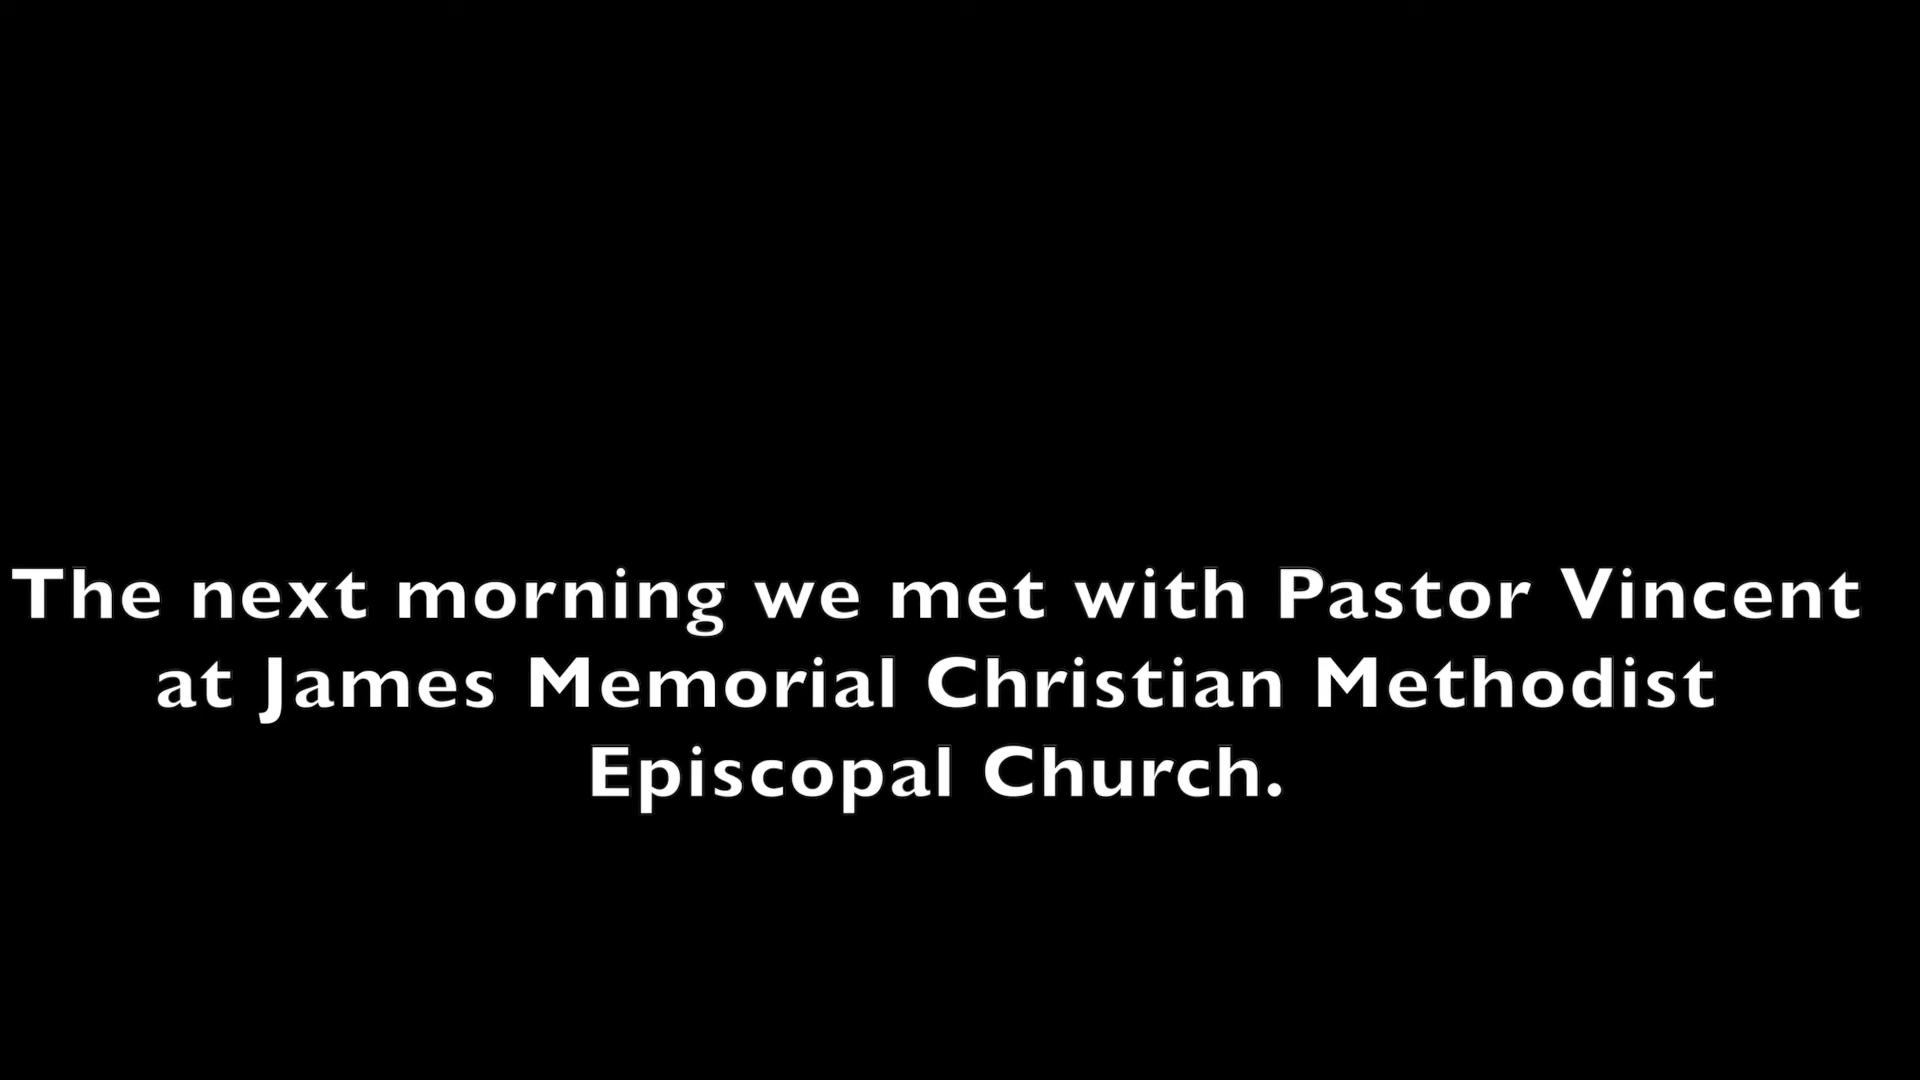 The next morning we met with Pastor Vincent
at James Memorial Christian Methodist
Episcopal Church.